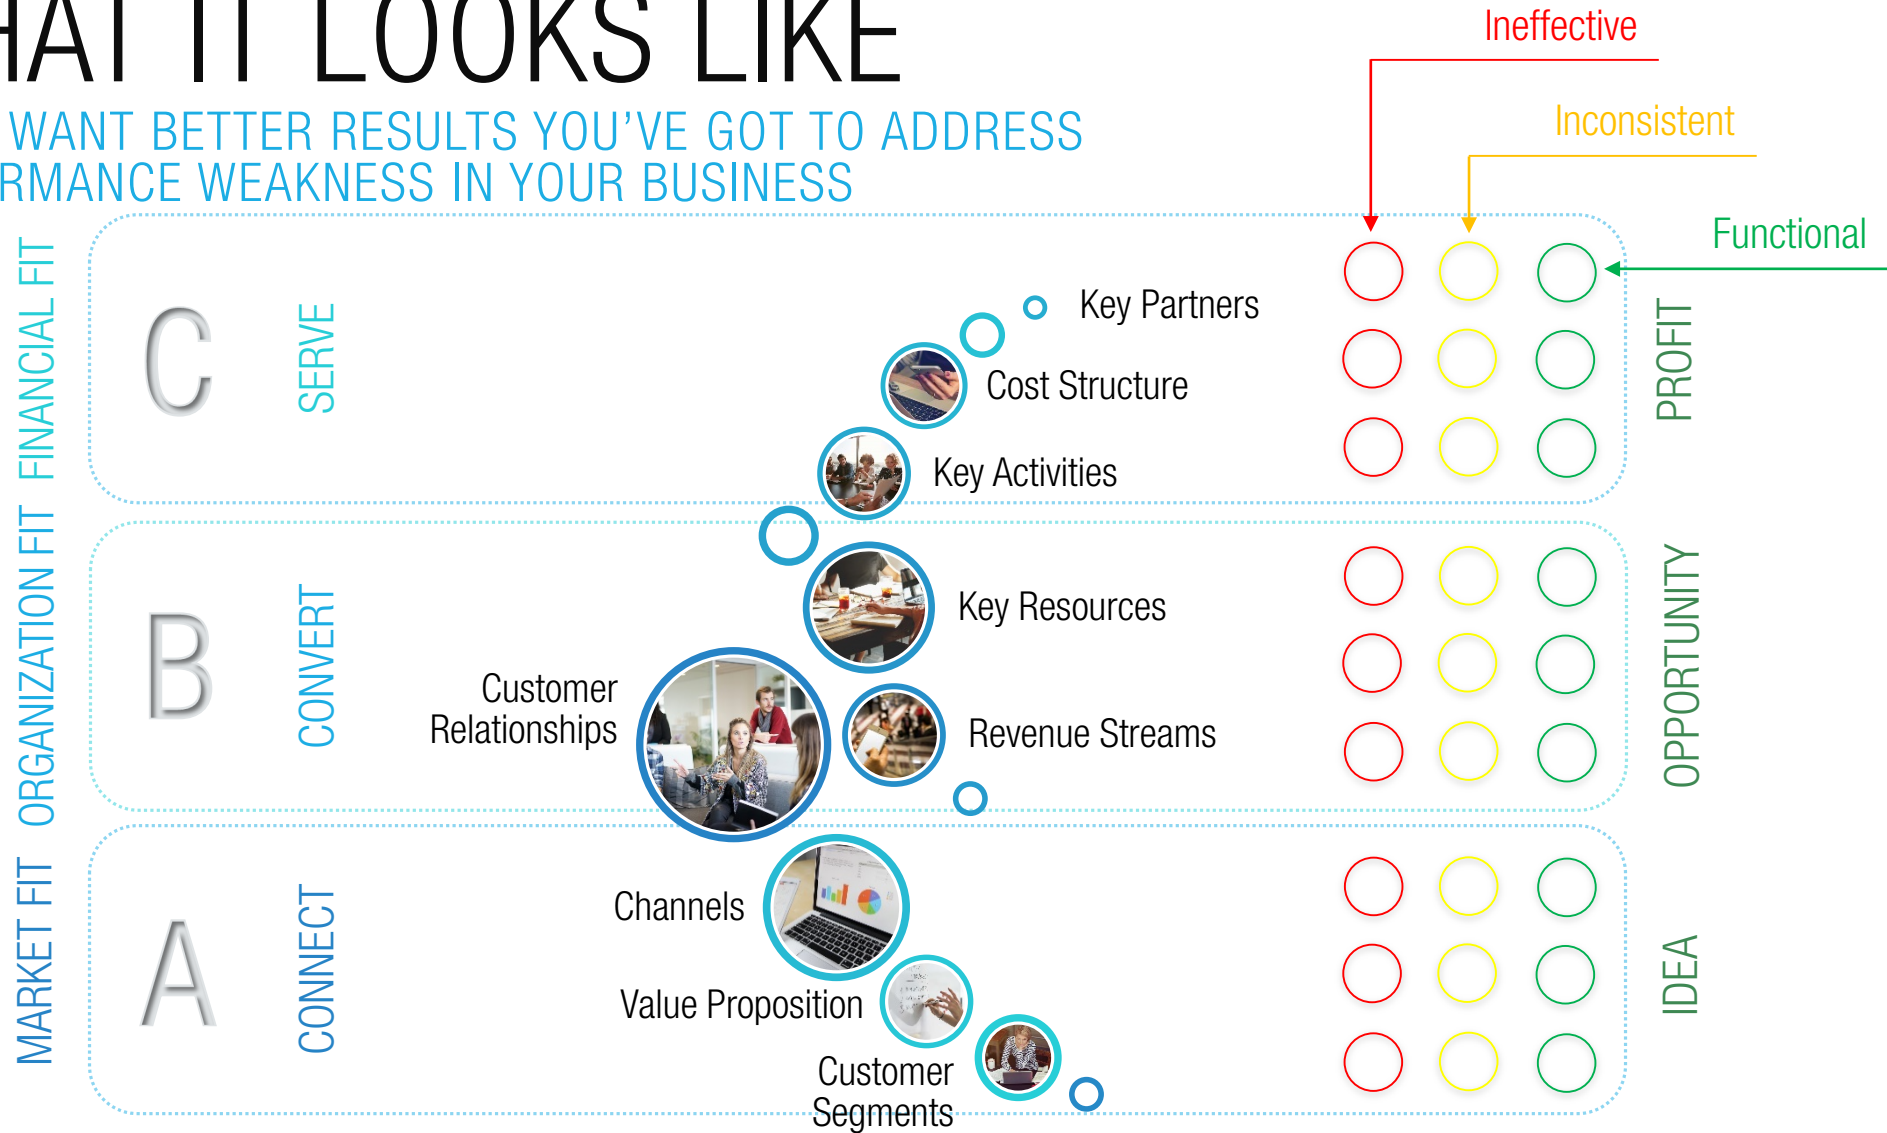 HAT IT LOOKS LIKE
WANT BETTER RESULTS YOU'VE GOT TO ADDRESS
RMANCE WEAKNESS IN YOUR BUSINESS
Ineffective
Inconsistent
Functional
FINANCIAL FIT
C
SERVE
Key Partners
Cost Structure
Key Activities
PROFIT
ORGANIZATION FIT
B
CONVERT
Key Resources
Customer
Relationships
Revenue Streams
OPPORTUNITY
MARKET FIT
A
CONNECT
Channels
Value Proposition
Customer
Segments
IDEA